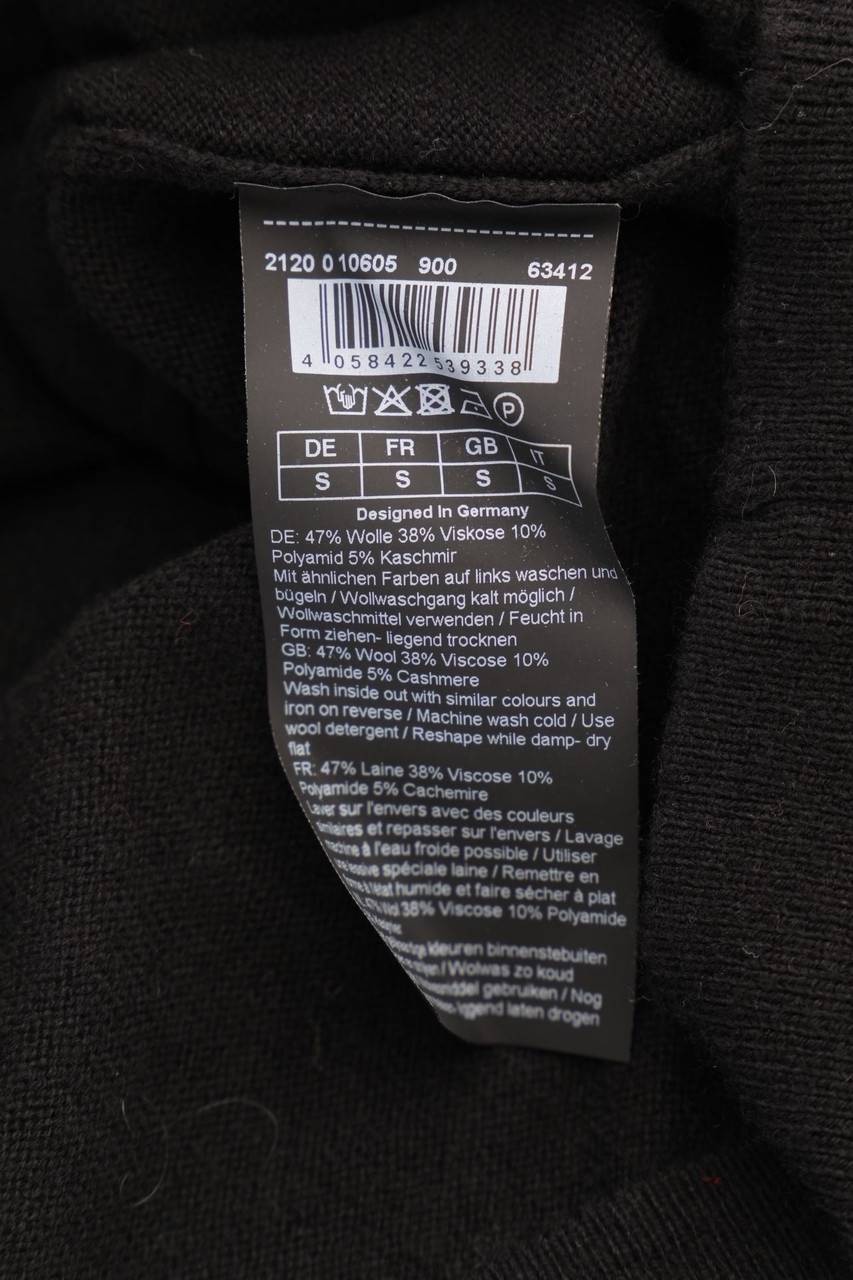 2120 0 10605 900 63412
4 058422 539338
P
DE FR GB IT
S S S S
Designed In Germany
DE: 47% Wolle 38% Viskose 10%
Polyamid 5% Kaschmir
Mit ähnlichen Farben auf links waschen und
bügeln / Wollwaschgang kalt möglich /
Wollwaschmittel verwenden / Feucht in
Form ziehen- liegend trocknen
GB: 47% Wool 38% Viscose 10%
Polyamide 5% Cashmere
Wash inside out with similar colours and
iron on reverse / Machine wash cold / Use
wool detergent / Reshape while damp- dry
flat
FR: 47% Laine 38% Viscose 10%
Polyamide 5% Cachemire
Laver sur l'envers avec des couleurs
similaires et repasser sur l'envers / Lavage
machine à l'eau froide possible / Utiliser
spéciale laine / Remettre en
humide et faire sécher à plat
47% Wol 38% Viscose 10% Polyamide
kleuren binnenstebuiten
/ Wolwas zo koud
gebruiken / Nog
liggend laten drogen